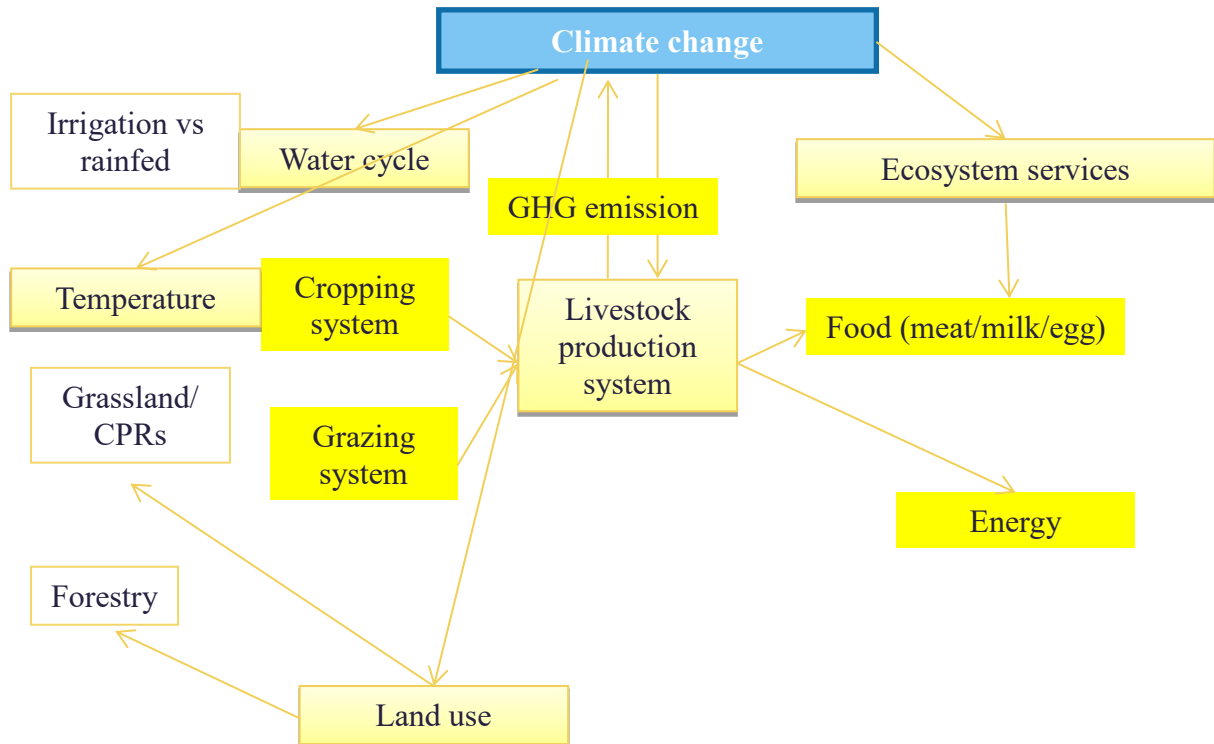 Climate change
Irrigation vs
rainfed
Water cycle
Ecosystem services
GHG emission
Temperature
Cropping
system
Livestock
production
system
Food (meat/milk/egg)
Grassland/
CPRs
Grazing
system
Energy
Forestry
Land use